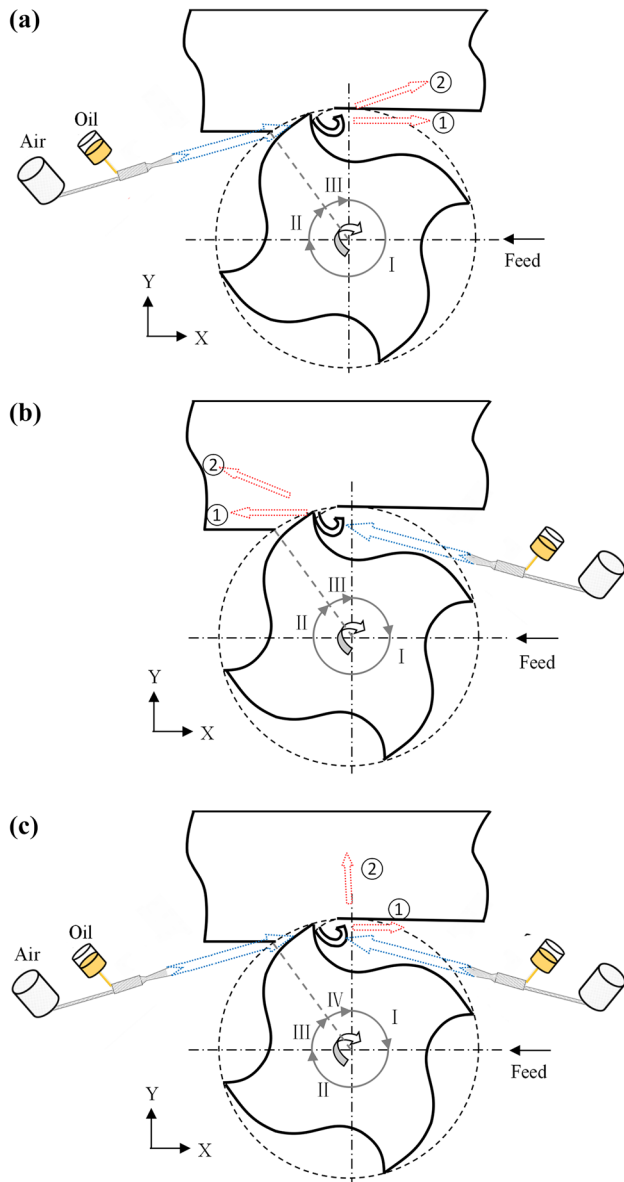 (a)
②
①
Oil
Air
III
II
I
Feed
Y
X
(b)
②
①
III
II
I
Feed
Y
X
(c)
②
①
Oil
Air
IV
III
I
II
Feed
Y
X